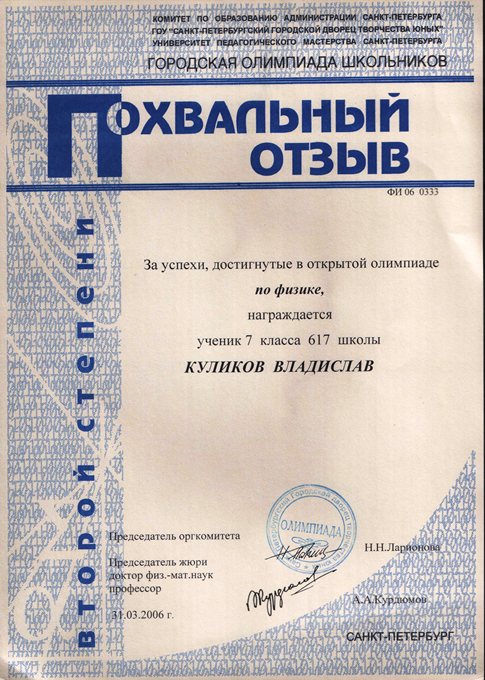 КОМИТЕТ ПО ОБРАЗОВАНИЮ АДМИНИСТРАЦИИ САНКТ-ПЕТЕРБУРГА
ГОУ "САНКТ-ПЕТЕРБУРГСКИЙ ГОРОДСКОЙ ДВОРЕЦ ТВОРЧЕСТВА ЮНЫХ"
УНИВЕРСИТЕТ ПЕДАГОГИЧЕСКОГО МАСТЕРСТВА САНКТ-ПЕТЕРБУРГА
ГОРОДСКАЯ ОЛИМПИАДА ШКОЛЬНИКОВ
ПОХВАЛЬНЫЙ
ОТЗЫВ
ФИ 06 0333
второй степени
За успехи, достигнутые в открытой олимпиаде
по физике,
награждается
ученик 7 класса 617 школы
КУЛИКОВ ВЛАДИСЛАВ
ОЛИМПИАДА
Председатель оргкомитета
Н.Н.Ларионова
Председатель жюри
доктор физ.-мат.наук
профессор
А.А.Курдюмов
31.03.2006 г.
САНКТ-ПЕТЕРБУРГ